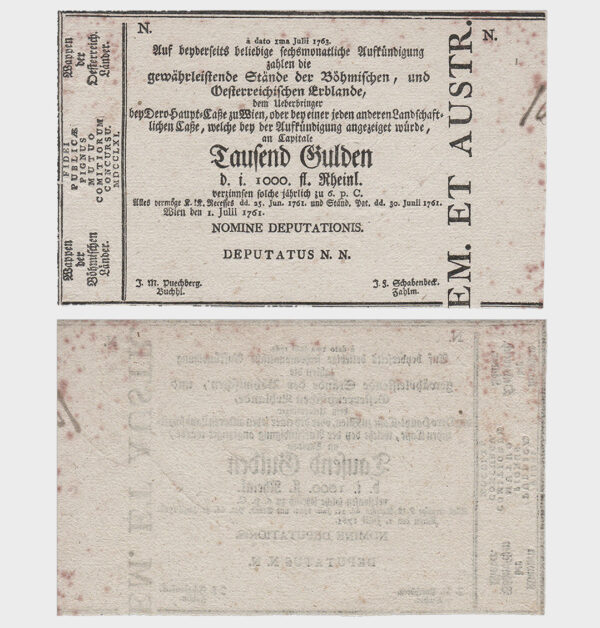 N.
à dato 1ma Julii 1763.
Auf beyderseits beliebige sechsmonatliche Aufkündigung
zahlen die
gewährleistende Stände der Böhmischen, und
Oesterreichischen Erblande,
dem Ueberbringer
bey Dero Haupt-Caße zu Wien, oder bey einer jeden anderen Landschaft-
lichen Caße, welche bey der Aufkündigung angezeiget würde,
an Capitale
Tausend Gulden
d. i. 1000. fl. Rheinl.
verzinnsen solche jährlich zu 6. p. C.
Alles vermöge K. K. Recesses dd. 25. Jun. 1761. und Ständ. Pat. dd. 30. Junii 1761.
Wien den 1. Julii 1761.
NOMINE DEPUTATIONIS.
DEPUTATUS N. N.
J. M. Puechberg.
Buchhl.
J. F. Schabendeck.
Zahlm.
Wappen
der
Oesterreich.
Länder.
FIDEI
PUBLICÆ
PIGNUS
MUTUO
COMITIORUM
CONCURSU.
MDCCLXI.
Wappen
der
Böhmischen
Länder.
EM. ET AUSTR.
N.